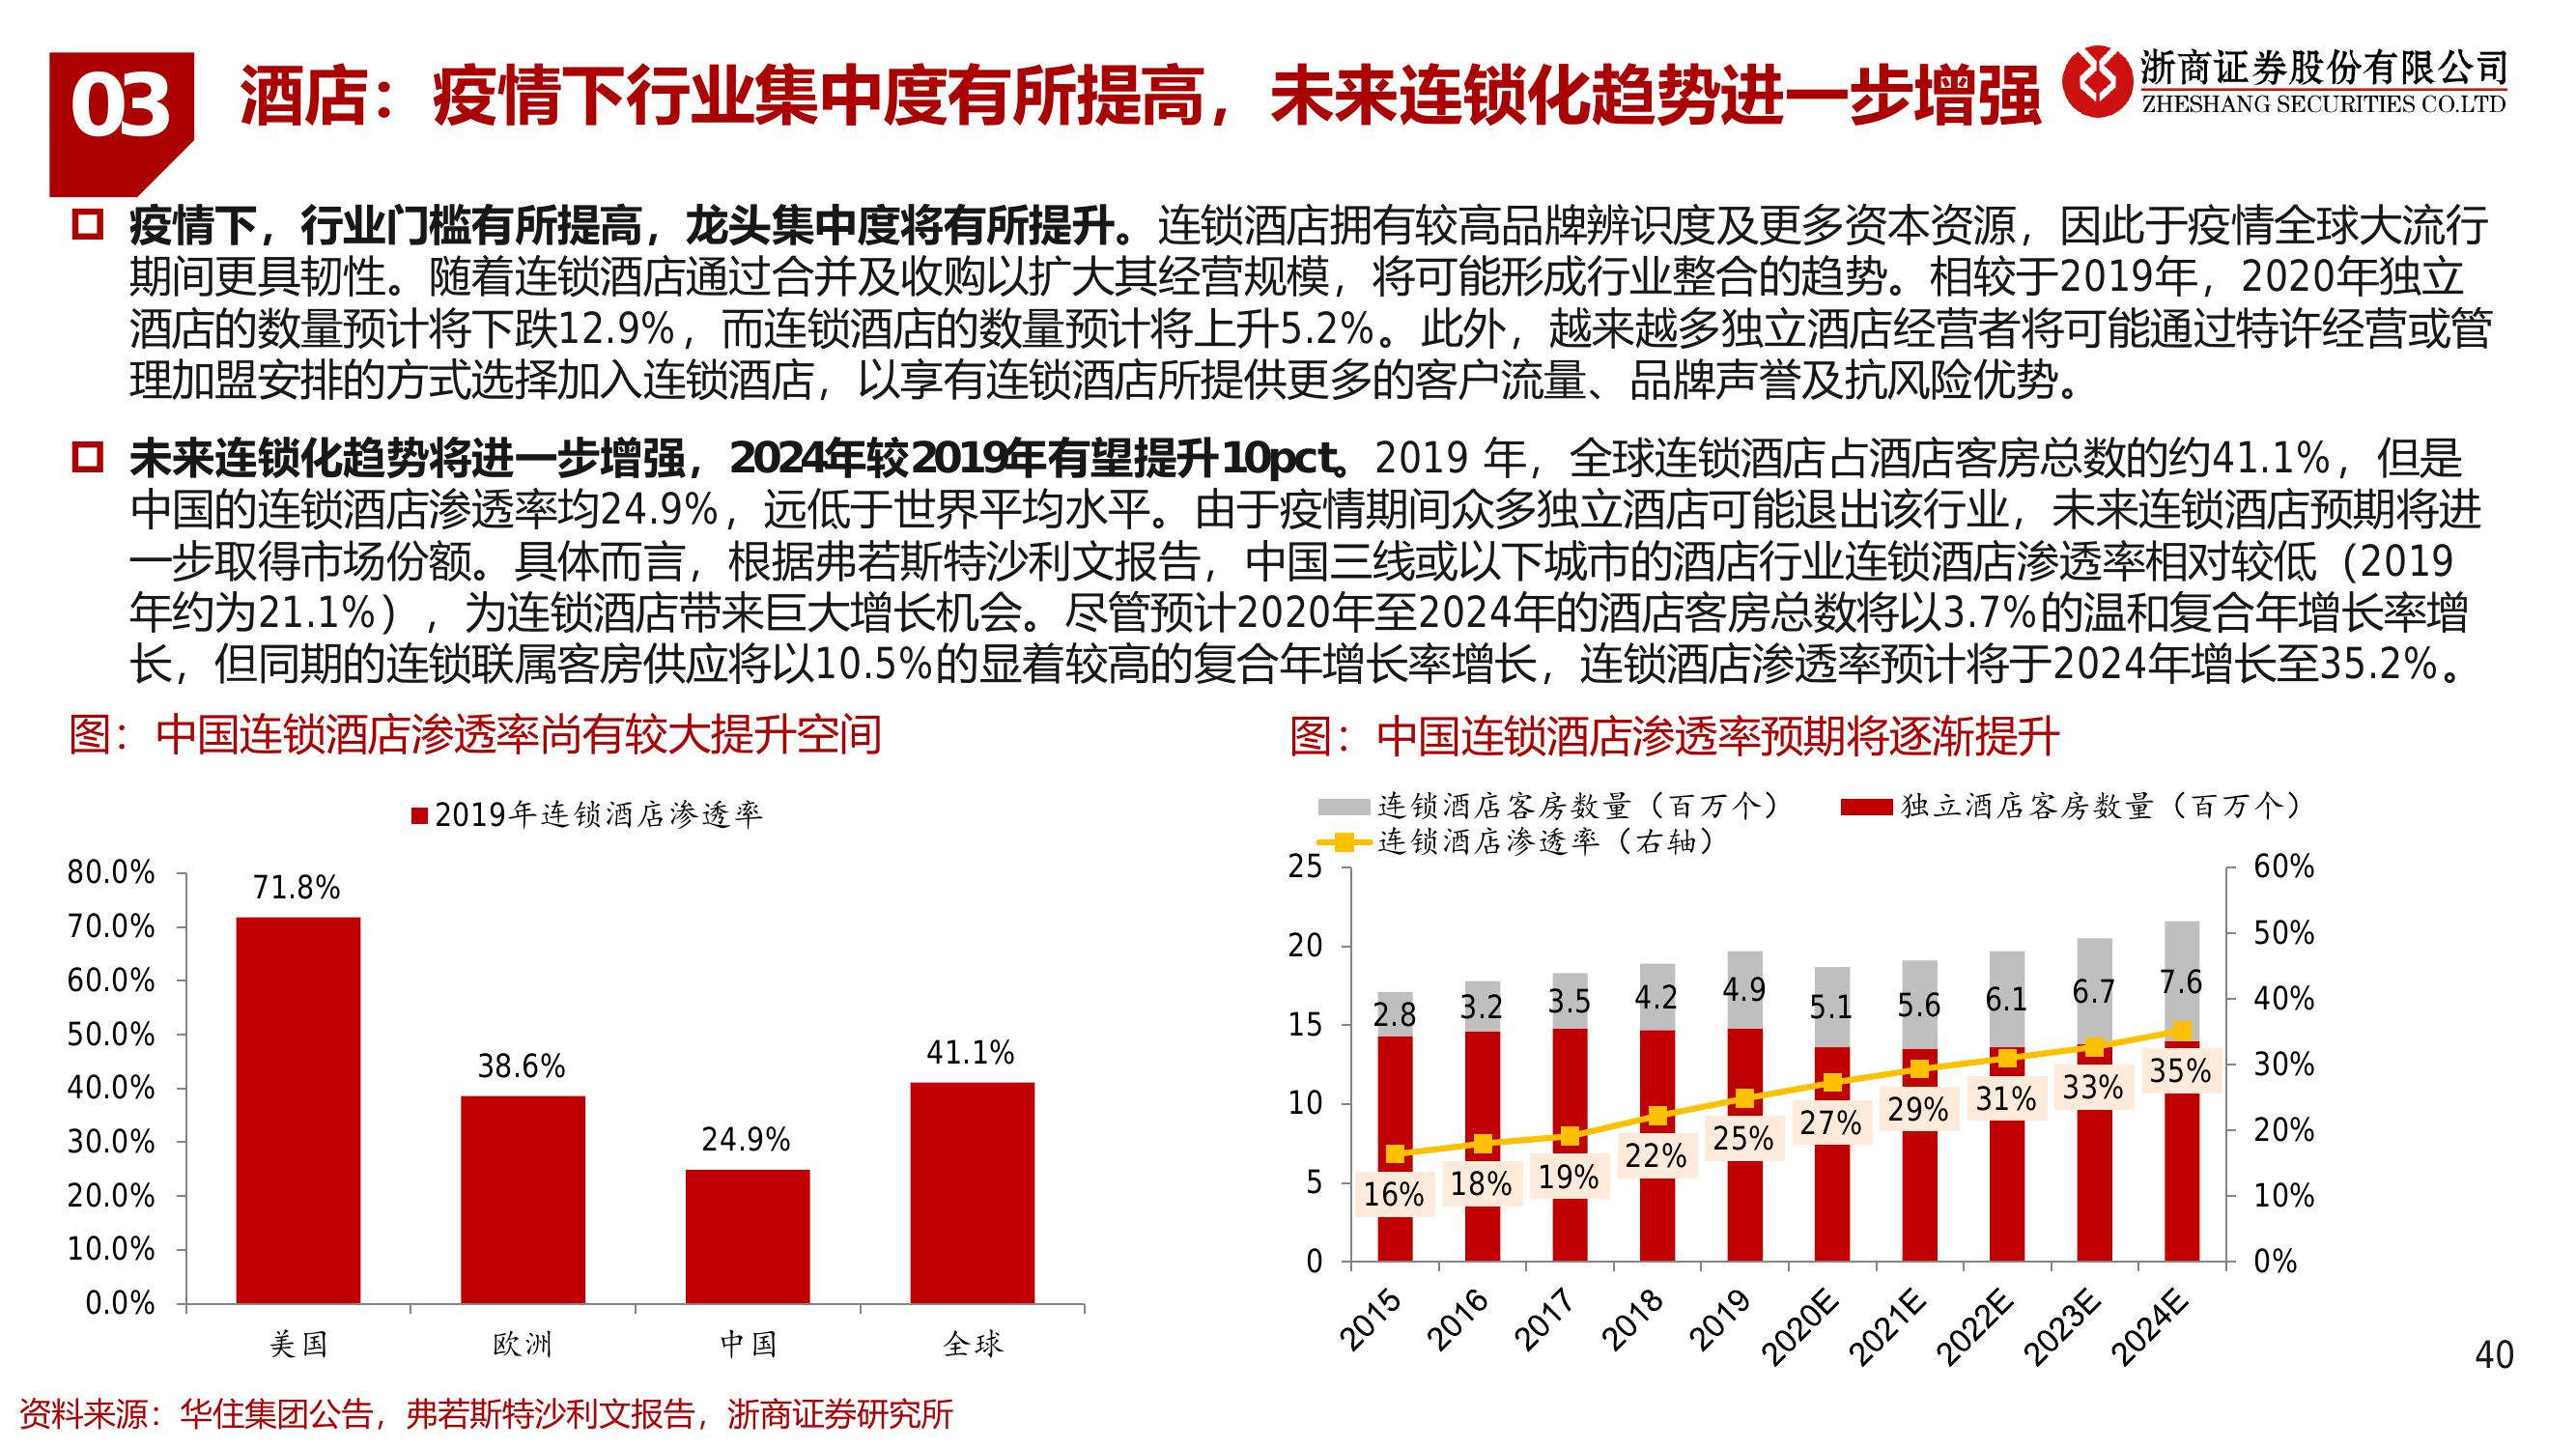 03
酒店：疫情下行业集中度有所提高，未来连锁化趋势进一步增强
浙商证券股份有限公司
ZHESHANG SECURITIES CO.LTD
疫情下，行业门槛有所提高，龙头集中度将有所提升。连锁酒店拥有较高品牌辨识度及更多资本资源，因此于疫情全球大流行
期间更具韧性。随着连锁酒店通过合并及收购以扩大其经营规模，将可能形成行业整合的趋势。相较于2019年，2020年独立
酒店的数量预计将下跌12.9%，而连锁酒店的数量预计将上升5.2%。此外，越来越多独立酒店经营者将可能通过特许经营或管
理加盟安排的方式选择加入连锁酒店，以享有连锁酒店所提供更多的客户流量、品牌声誉及抗风险优势。
未来连锁化趋势将进一步增强，2024年较2019年有望提升10pct。2019 年，全球连锁酒店占酒店客房总数的约41.1%，但是
中国的连锁酒店渗透率均24.9%，远低于世界平均水平。由于疫情期间众多独立酒店可能退出该行业，未来连锁酒店预期将进
一步取得市场份额。具体而言，根据弗若斯特沙利文报告，中国三线或以下城市的酒店行业连锁酒店渗透率相对较低（2019
年约为21.1%），为连锁酒店带来巨大增长机会。尽管预计2020年至2024年的酒店客房总数将以3.7%的温和复合年增长率增
长，但同期的连锁联属客房供应将以10.5%的显着较高的复合年增长率增长，连锁酒店渗透率预计将于2024年增长至35.2%。
图：中国连锁酒店渗透率尚有较大提升空间
2019年连锁酒店渗透率
80.0%
70.0%
60.0%
50.0%
40.0%
30.0%
20.0%
10.0%
0.0%
71.8%
38.6%
24.9%
41.1%
美国
欧洲
中国
全球
图：中国连锁酒店渗透率预期将逐渐提升
连锁酒店客房数量（百万个）
独立酒店客房数量（百万个）
连锁酒店渗透率（右轴）
25
20
15
10
5
0
2.8
3.2
3.5
4.2
4.9
5.1
5.6
6.1
6.7
7.6
16%
18%
19%
22%
25%
27%
29%
31%
33%
35%
60%
50%
40%
30%
20%
10%
0%
2015
2016
2017
2018
2019
2020E
2021E
2022E
2023E
2024E
40
资料来源：华住集团公告，弗若斯特沙利文报告，浙商证券研究所